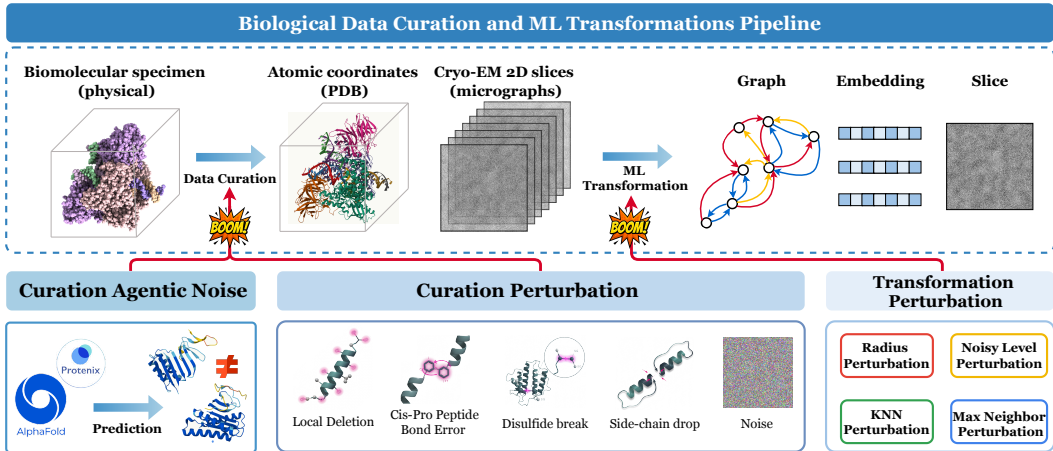 Biological Data Curation and ML Transformations Pipeline
Biomolecular specimen
(physical)
Atomic coordinates
(PDB)
Cryo-EM 2D slices
(micrographs)
Graph
Embedding
Slice
Data Curation
ML
Transformation
BOOM!
BOOM!
Curation Agentic Noise
Curation Perturbation
Transformation
Perturbation
Protenix
AlphaFold
Prediction
Local Deletion
Cis-Pro Peptide
Bond Error
Disulfide break
Side-chain drop
Noise
Radius
Perturbation
Noisy Level
Perturbation
KNN
Perturbation
Max Neighbor
Perturbation